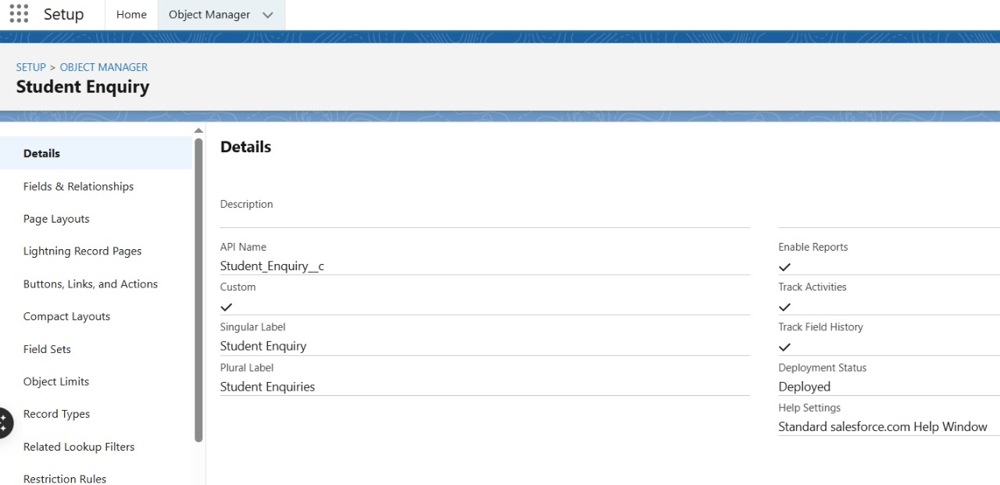 Setup Home Object Manager
SETUP > OBJECT MANAGER
Student Enquiry
Details
Fields & Relationships
Page Layouts
Lightning Record Pages
Buttons, Links, and Actions
Compact Layouts
Field Sets
Object Limits
Record Types
Related Lookup Filters
Restriction Rules
Details
Description
API Name
Student_Enquiry__c
Custom
Singular Label
Student Enquiry
Plural Label
Student Enquiries
Enable Reports
Track Activities
Track Field History
Deployment Status
Deployed
Help Settings
Standard salesforce.com Help Window